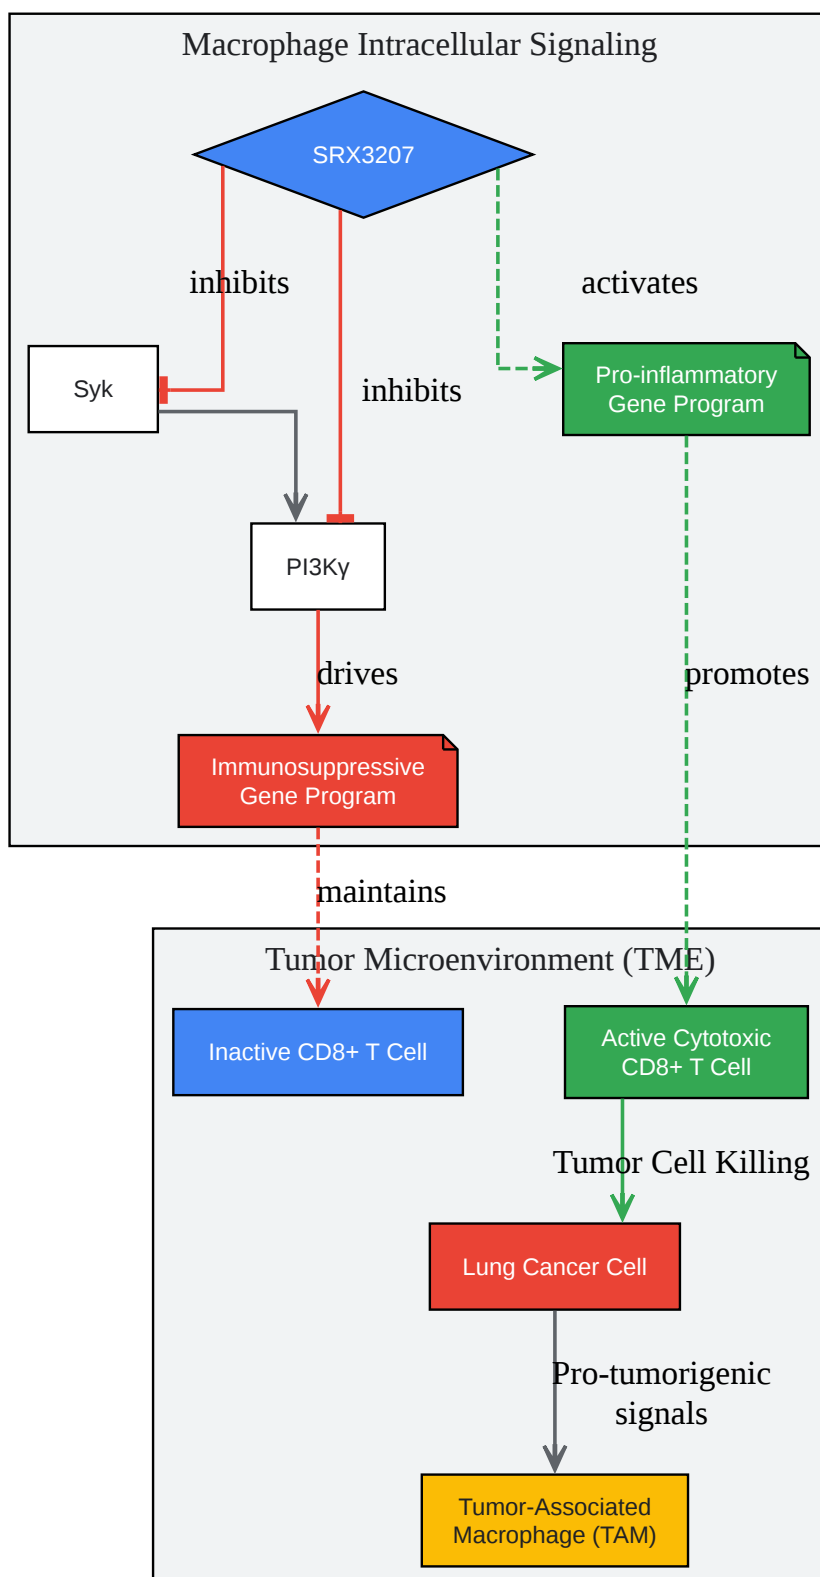 Macrophage Intracellular Signaling
SRX3207
inhibits
activates
Syk
inhibits
Pro-inflammatory
Gene Program
PI3Kγ
drives
promotes
Immunosuppressive
Gene Program
maintains
Tumor Microenvironment (TME)
Inactive CD8+ T Cell
Active Cytotoxic
CD8+ T Cell
Tumor Cell Killing
Lung Cancer Cell
Pro-tumorigenic
signals
Tumor-Associated
Macrophage (TAM)